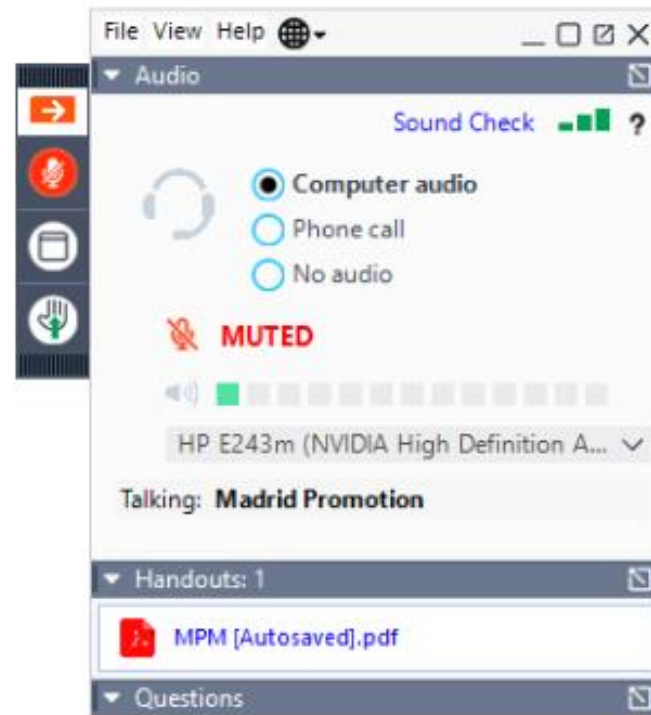 File View Help
Audio
Sound Check ?
Computer audio
Phone call
No audio
MUTED
HP E243m (NVIDIA High Definition A...
Talking: Madrid Promotion
Handouts: 1
MPM [Autosaved].pdf
Questions